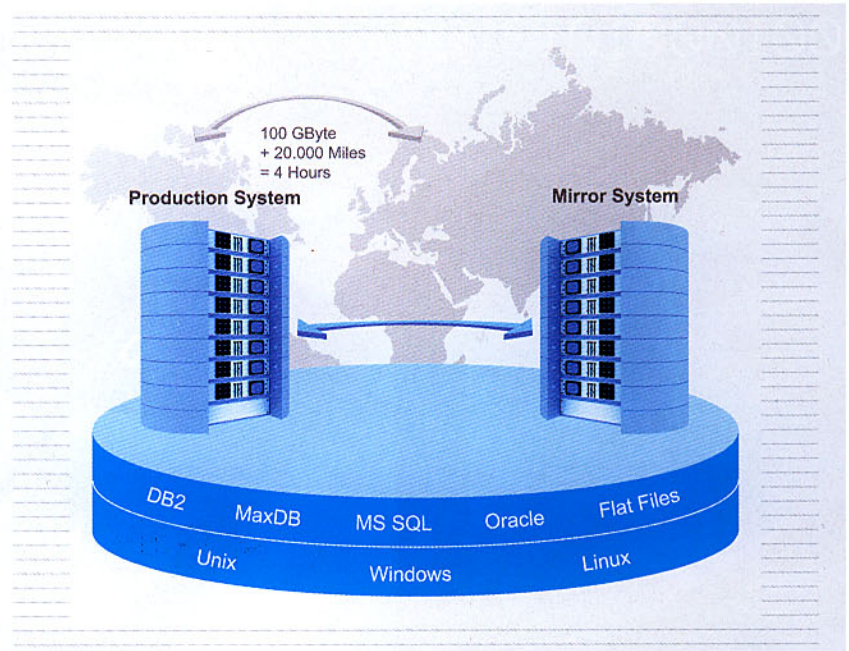 100 GByte
+ 20.000 Miles
= 4 Hours
Production System
Mirror System
DB2 MaxDB MS SQL Oracle Flat Files
Unix Windows Linux